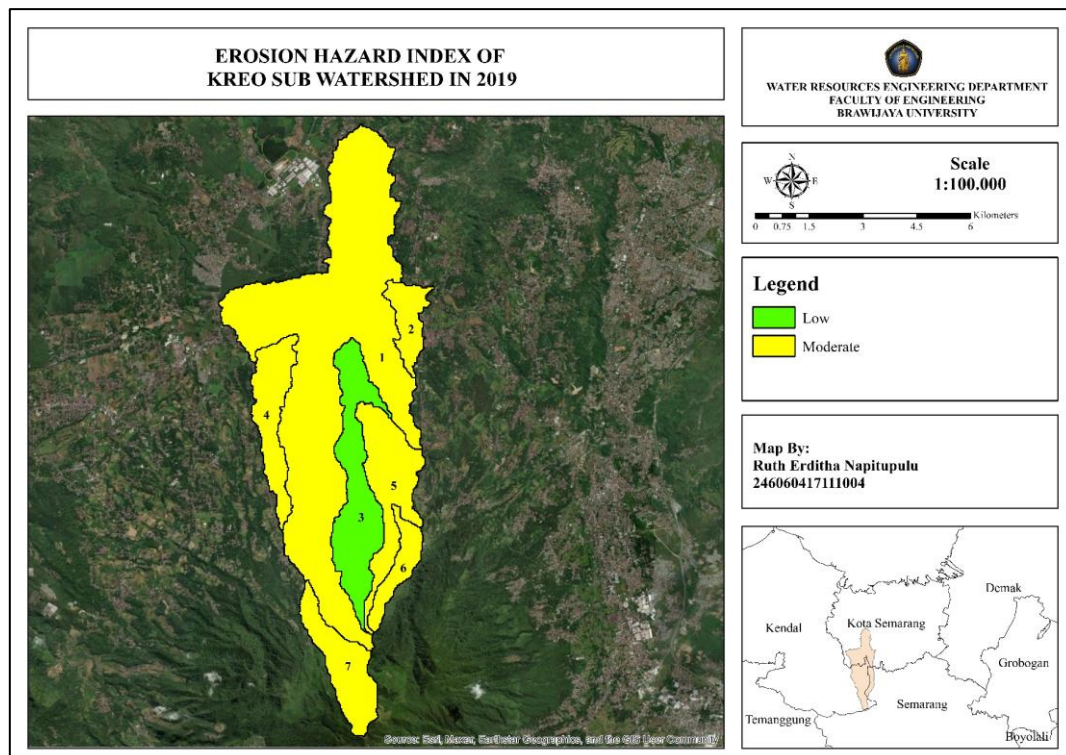 EROSION HAZARD INDEX OF
KREO SUB WATERSHED IN 2019
WATER RESOURCES ENGINEERING DEPARTMENT
FACULTY OF ENGINEERING
BRAWIJAYA UNIVERSITY
N
W E
S
Scale
1:100.000
Kilometers
0 0.75 1.5 3 4.5 6
Legend
Low
Moderate
Map By:
Ruth Erditha Napitupulu
246060417111004
2
1
4
5
3
6
7
Source: Esri, Maxar, Earthstar Geographics, and the GIS User Community
Demak
Kota Semarang
Kendal
Grobogan
Semarang
Temanggung
Boyolali